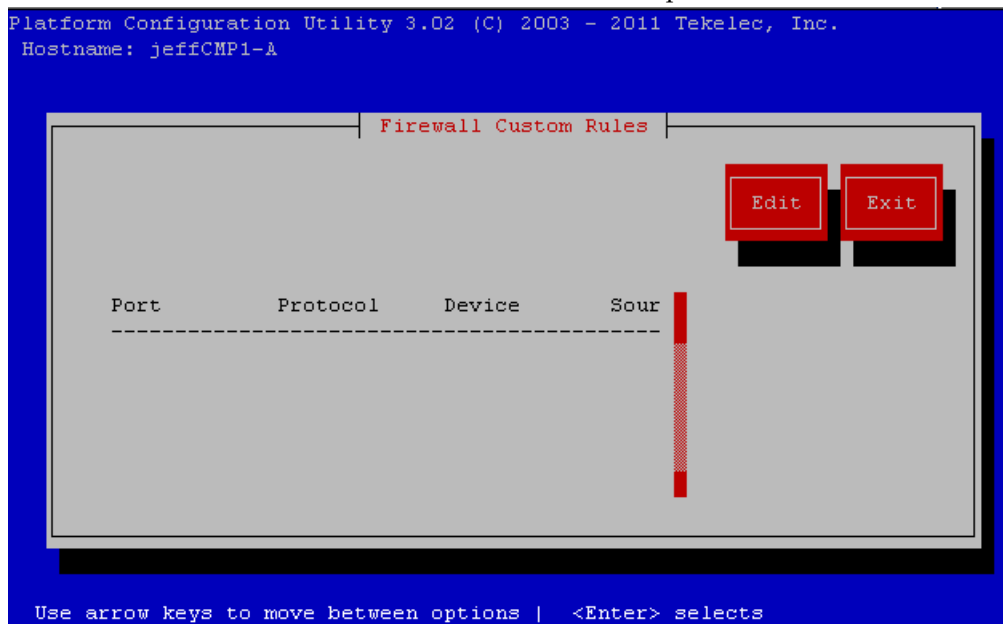 Platform Configuration Utility 3.02 (C) 2003 - 2011 Tekelec, Inc.
Hostname: jeffCMP1-A
Firewall Custom Rules
Edit Exit
Port Protocol Device Sour
------------------------------------------
Use arrow keys to move between options | <Enter> selects